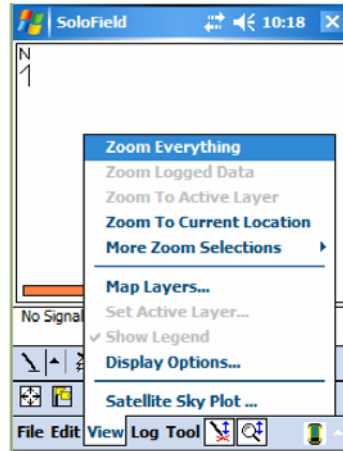 SoloField 10:18
N
Zoom Everything
Zoom Logged Data
Zoom To Active Layer
Zoom To Current Location
More Zoom Selections
Map Layers...
Set Active Layer...
No Signal
Show Legend
Display Options...
Satellite Sky Plot ...
File Edit View Log Tool